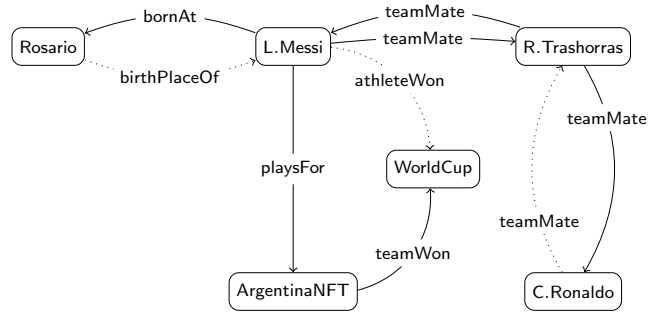 teamMate
bornAt
Rosario
L.Messi
teamMate
R.Trashorras
birthPlaceOf
athleteWon
teamMate
playsFor
WorldCup
teamMate
teamWon
ArgentinaNFT
C.Ronaldo